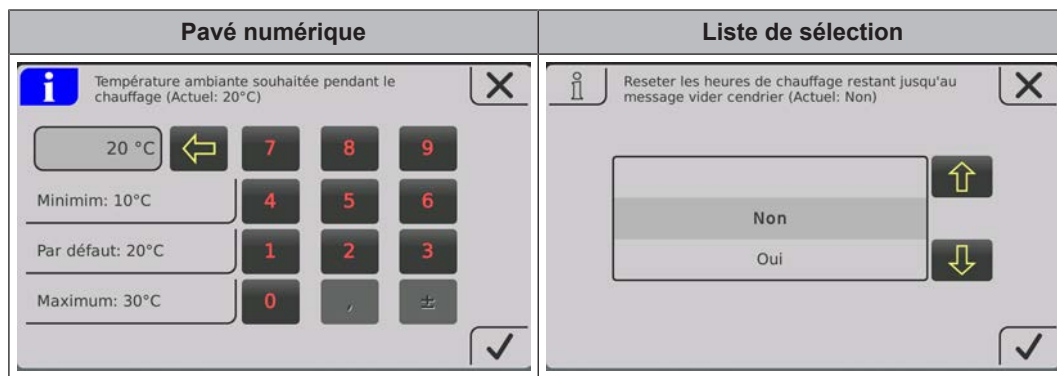 Pavé numérique
Liste de sélection
i
Température ambiante souhaitée pendant le
chauffage (Actuel: 20°C)
20 °C
7
8
9
Minimim: 10°C
4
5
6
Par défaut: 20°C
1
2
3
Maximum: 30°C
0
,
±
i
Reseter les heures de chauffage restant jusqu'au
message vider cendrier (Actuel: Non)
Non
Oui